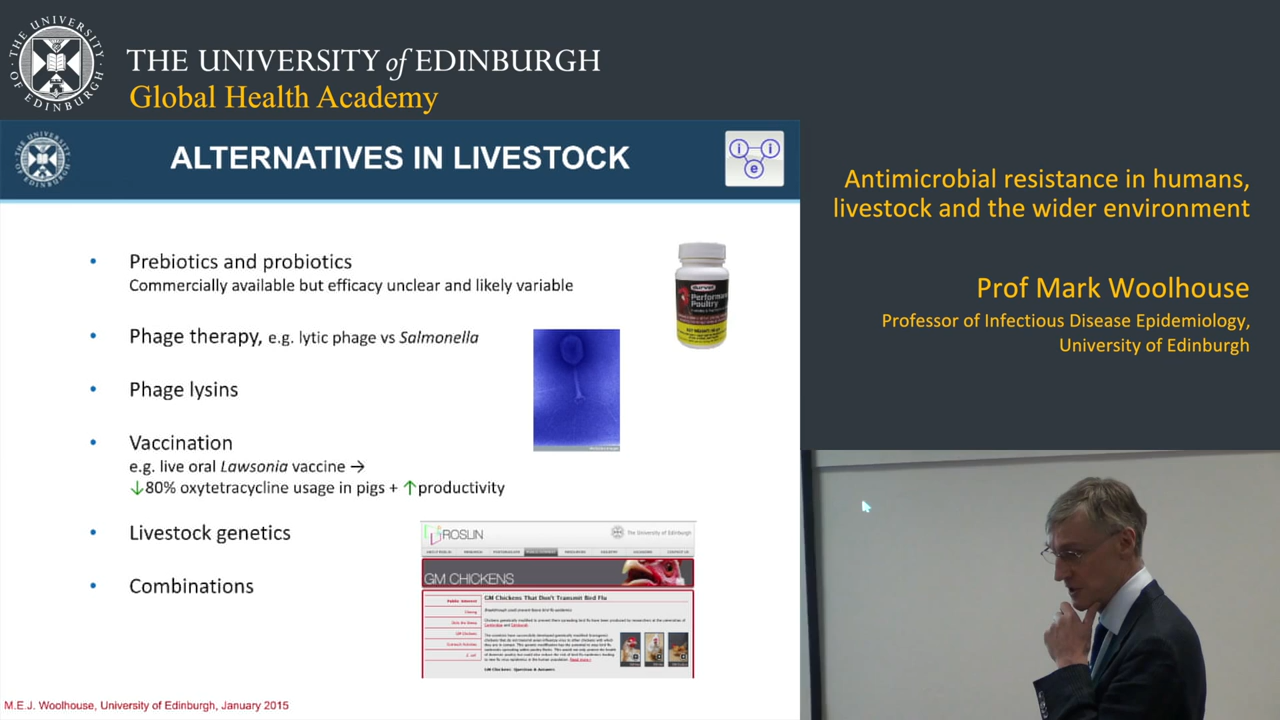 THE UNIVERSITY of EDINBURGH
Global Health Academy
ALTERNATIVES IN LIVESTOCK
Antimicrobial resistance in humans,
livestock and the wider environment
Prof Mark Woolhouse
Professor of Infectious Disease Epidemiology,
University of Edinburgh
• Prebiotics and probiotics
Commercially available but efficacy unclear and likely variable
Performance
Poultry
• Phage therapy, e.g. lytic phage vs Salmonella
• Phage lysins
• Vaccination
e.g. live oral Lawsonia vaccine →
↓80% oxytetracycline usage in pigs + ↑productivity
• Livestock genetics
ROSLIN
The University of Edinburgh
GM CHICKENS
GM Chickens That Don't Transmit Bird Flu
• Combinations
M.E.J. Woolhouse, University of Edinburgh, January 2015